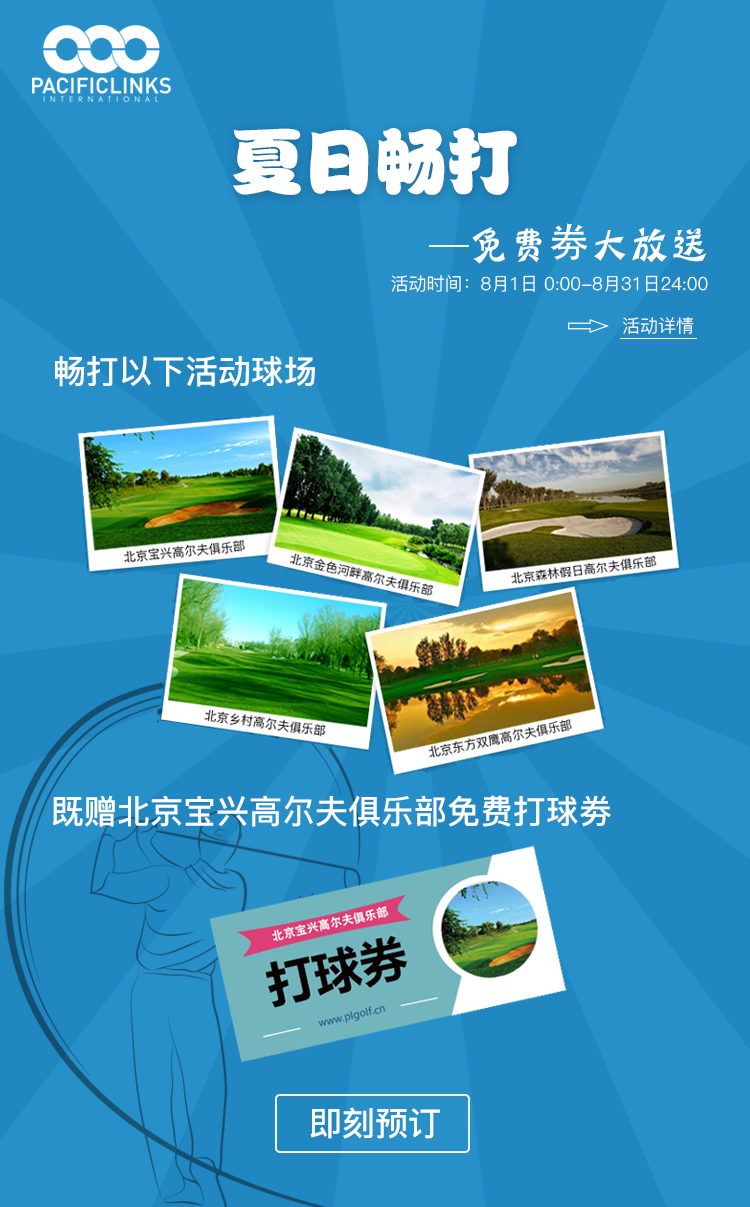 PACIFICLINKS
INTERNATIONAL
夏日畅打
—免费劵大放送
活动时间：8月1日 0:00-8月31日24:00
活动详情
畅打以下活动球场
北京宝兴高尔夫俱乐部
北京金色河畔高尔夫俱乐部
北京森林假日高尔夫俱乐部
北京乡村高尔夫俱乐部
北京东方双鹰高尔夫俱乐部
既赠北京宝兴高尔夫俱乐部免费打球劵
北京宝兴高尔夫俱乐部
打球券
www.plgolf.cn
即刻预订